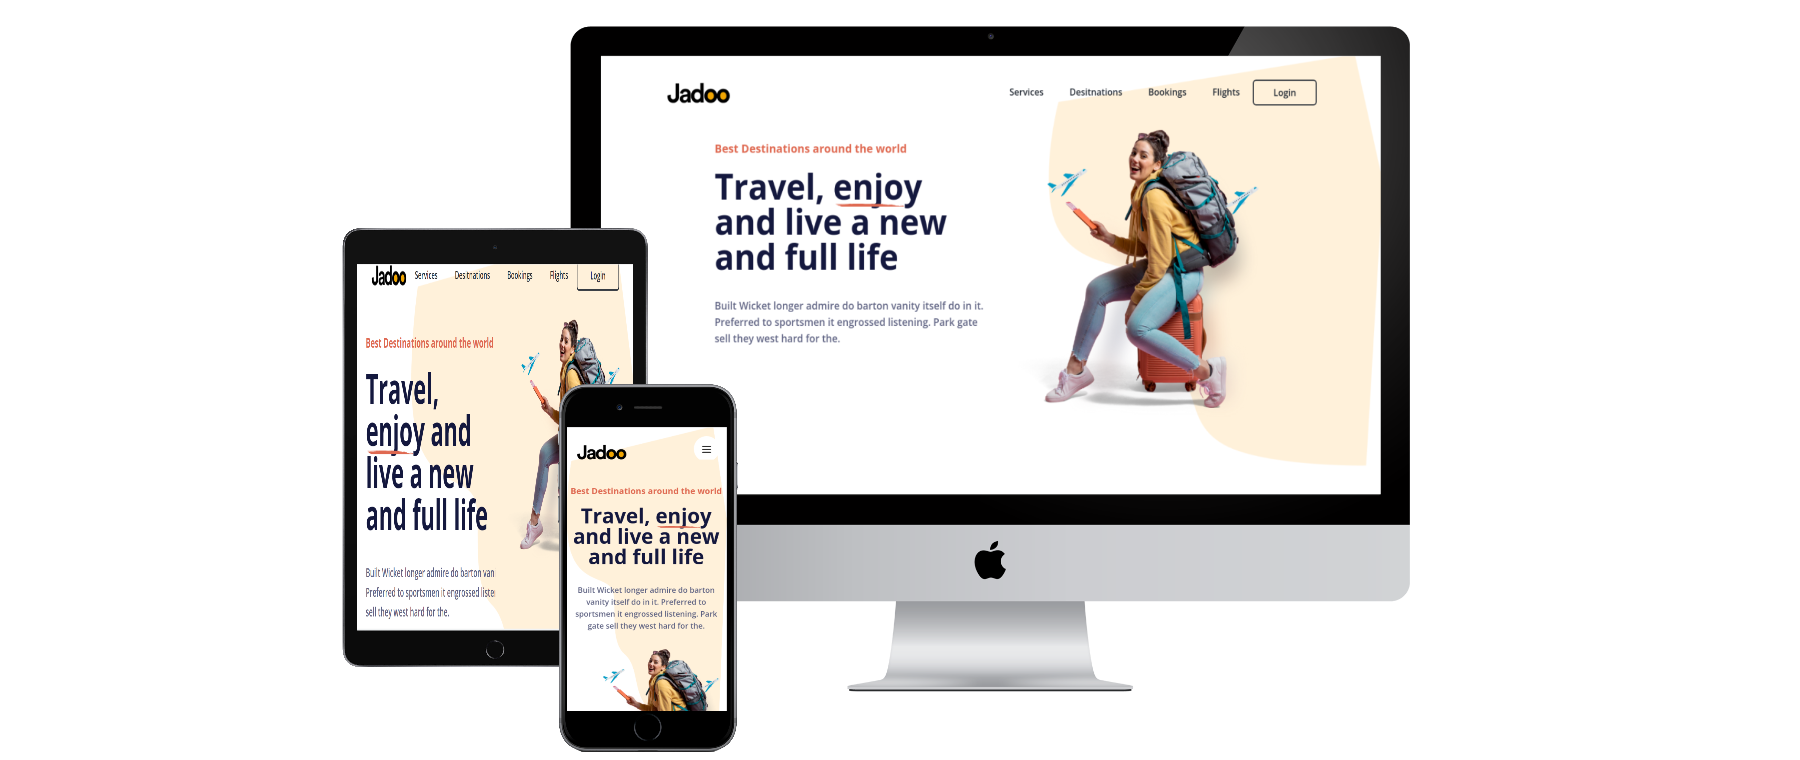 Jadoo
Services Desitnations Bookings Flights Login
Best Destinations around the world
Travel, enjoy
and live a new
and full life
Built Wicket longer admire do barton vanity itself do in it.
Preferred to sportsmen it engrossed listening. Park gate
sell they west hard for the.
Jadoo Services Desitnations Bookings Flights Login
Best Destinations around the world
Travel,
enjoy and
live a new
and full life
Built Wicket longer admire do barton van
Preferred to sportsmen it engrossed liste
sell they west hard for the.
Jadoo
Best Destinations around the world
Travel, enjoy
and live a new
and full life
Built Wicket longer admire do barton
vanity itself do in it. Preferred to
sportsmen it engrossed listening. Park
gate sell they west hard for the.